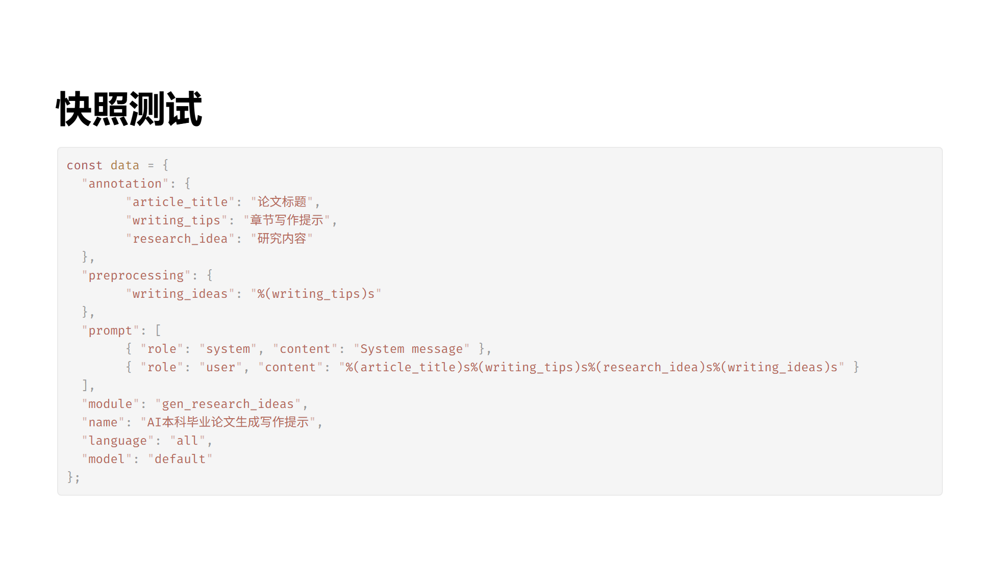 快照测试
const data = {
  "annotation": {
        "article_title": "论文标题",
        "writing_tips": "章节写作提示",
        "research_idea": "研究内容"
  },
  "preprocessing": {
        "writing_ideas": "%(writing_tips)s"
  },
  "prompt": [
        { "role": "system", "content": "System message" },
        { "role": "user", "content": "%(article_title)s%(writing_tips)s%(research_idea)s%(writing_ideas)s" }
  ],
  "module": "gen_research_ideas",
  "name": "AI本科毕业论文生成写作提示",
  "language": "all",
  "model": "default"
};